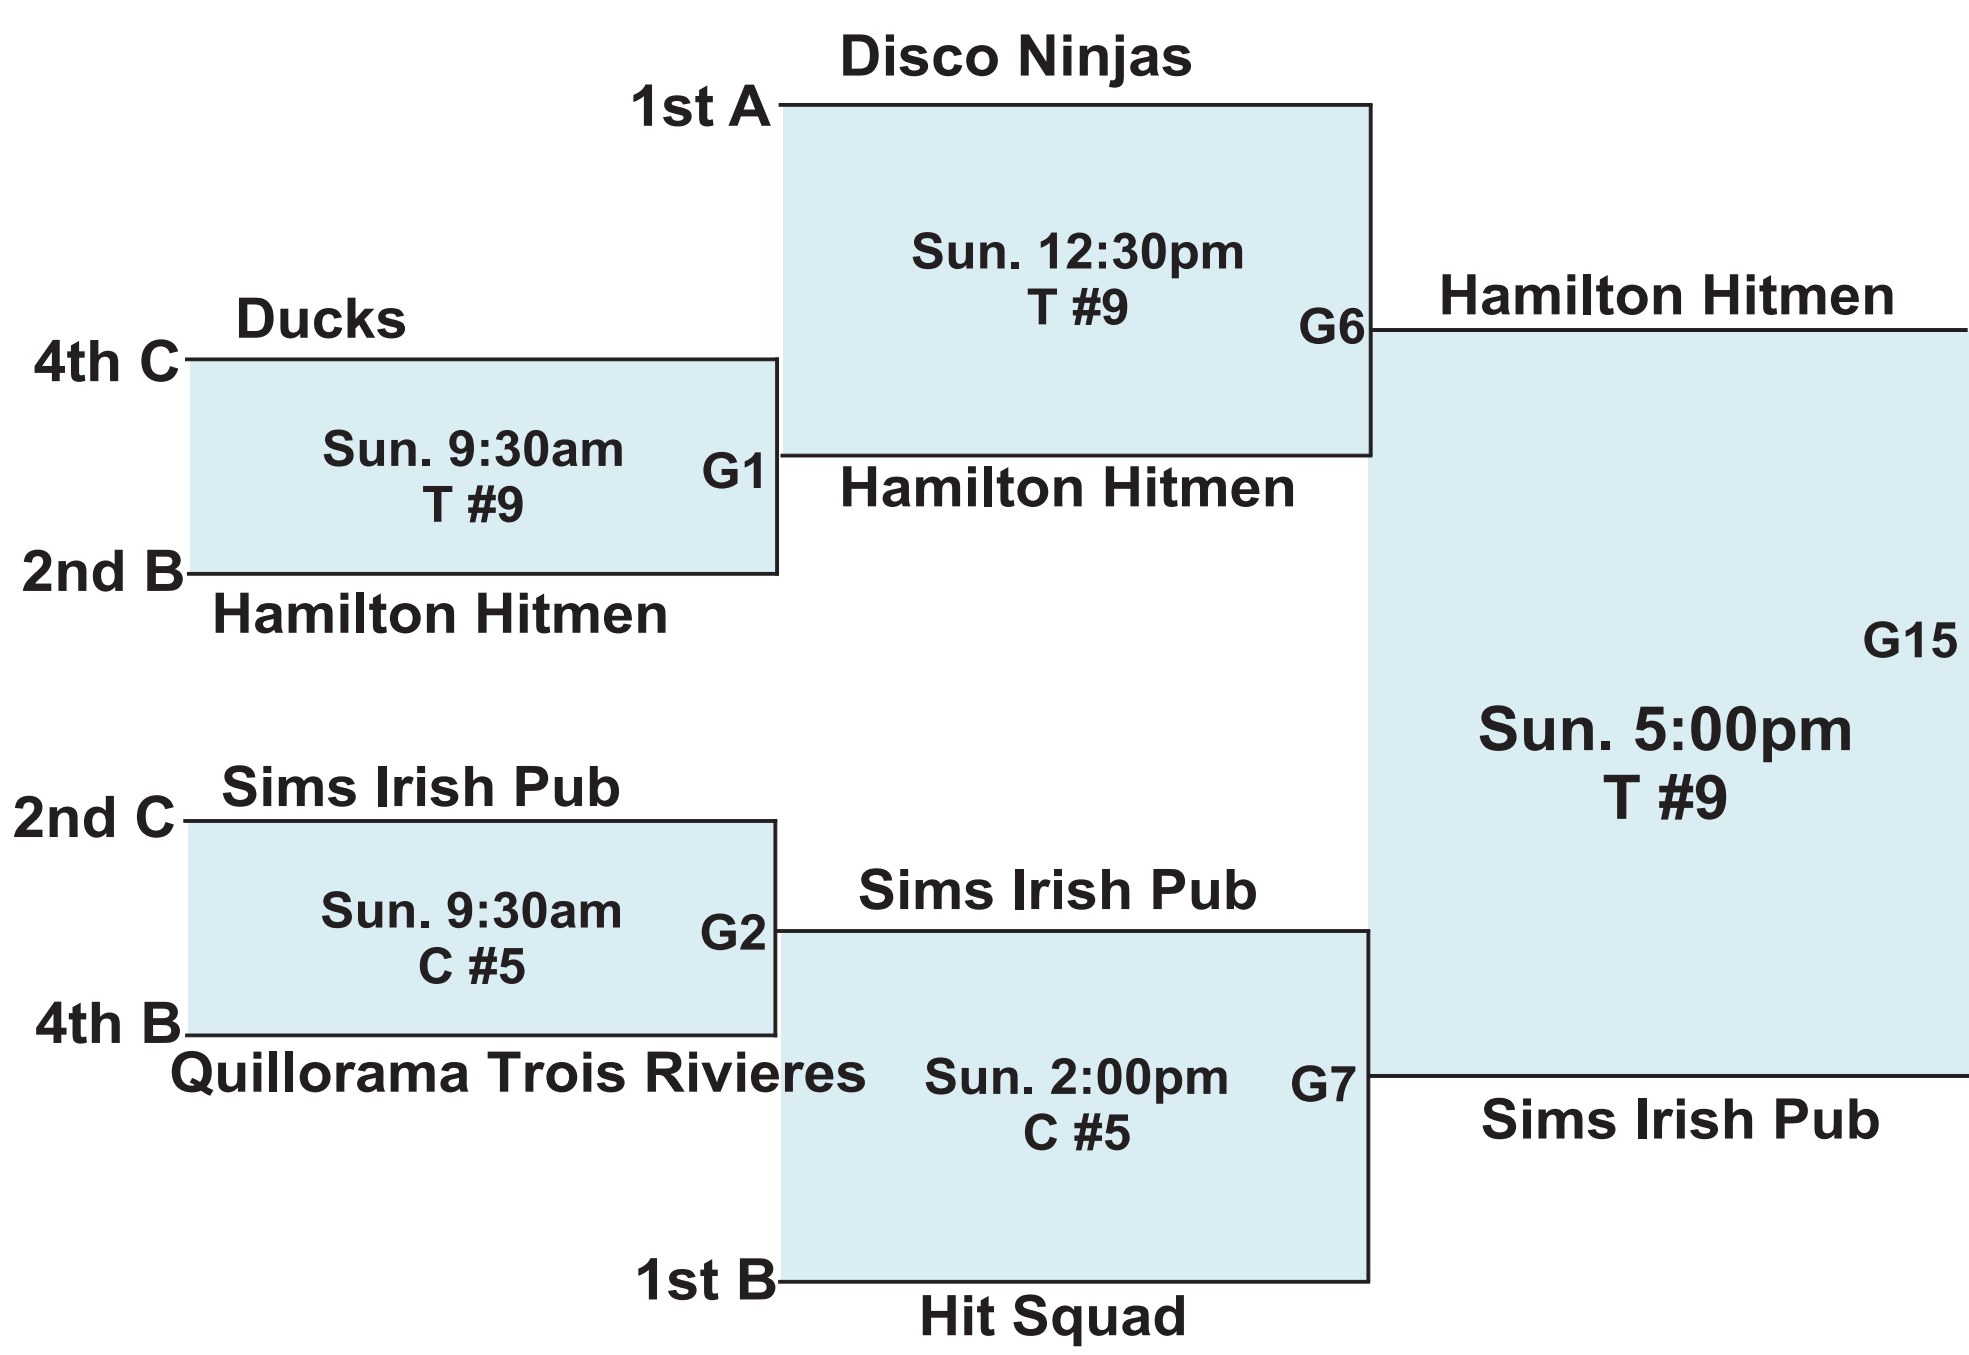 Disco Ninjas
1st A
Sun. 12:30pm
T #9
G6
Hamilton Hitmen
Ducks
4th C
Sun. 9:30am
T #9
G1
Hamilton Hitmen
2nd B
Hamilton Hitmen
G15
Sun. 5:00pm
T #9
Sims Irish Pub
2nd C
Sun. 9:30am
C #5
G2
Sims Irish Pub
4th B
Quillorama Trois Rivieres
Sun. 2:00pm
C #5
G7
Sims Irish Pub
1st B
Hit Squad